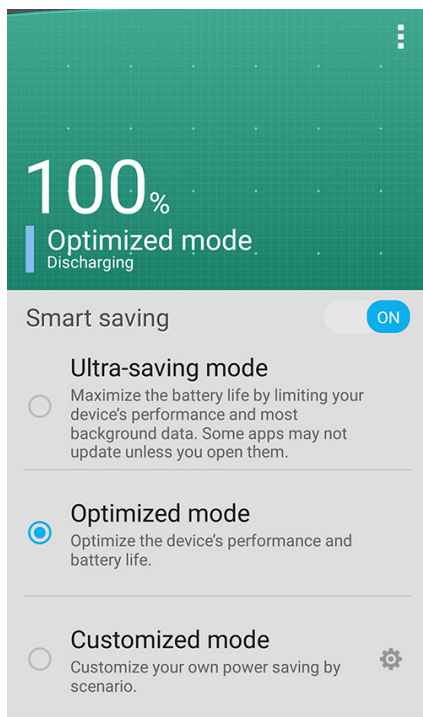 100%
Optimized mode
Discharging
Smart saving
ON
Ultra-saving mode
Maximize the battery life by limiting your
device's performance and most
background data. Some apps may not
update unless you open them.
Optimized mode
Optimize the device's performance and
battery life.
Customized mode
Customize your own power saving by
scenario.